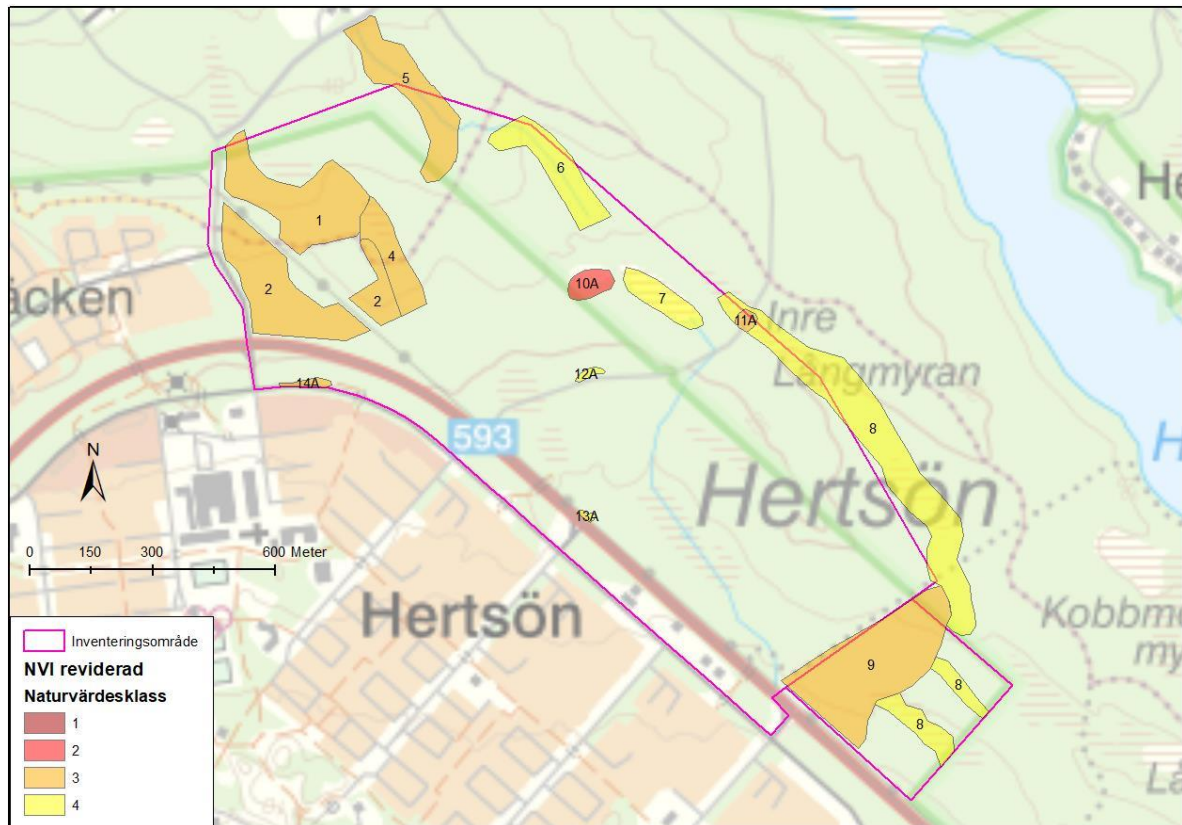 5
6
1
He
4
10A
7
2
2
äcken
11A
Inre
Långmyran
12A
14A
593
8
N
Hertsön
13A
0 150 300 600 Meter
Hertsön
Kobbm
my
9
8
8
Inventeringsområde
NVI reviderad
Naturvärdesklass
1
2
3
4